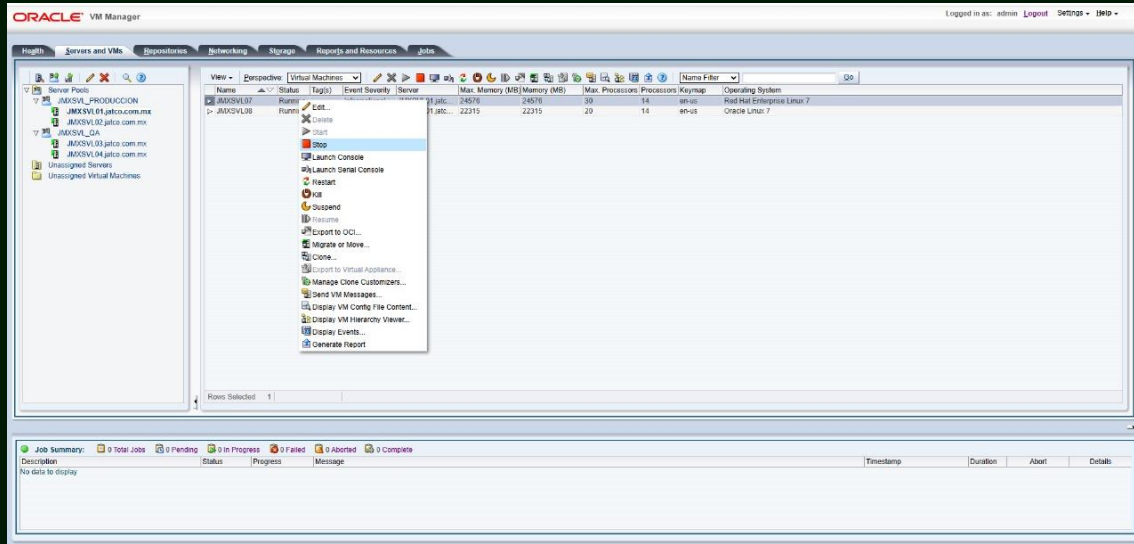 ORACLE VM Manager
Logged in as: admin Logout Settings Help
Health Servers and VMs Repositories Networking Storage Reports and Resources Jobs
View Perspective: Virtual Machines Name Filter Go
Server Pools
JMXSVL_PRODUCCION
JMXSVL01.jatco.com.mx
JMXSVL02.jatco.com.mx
JMXSVL_QA
JMXSVL03.jatco.com.mx
JMXSVL04.jatco.com.mx
Unassigned Servers
Unassigned Virtual Machines
Name Status Tag(s) Event Severity Server Max. Memory (MB) Memory (MB) Max. Processors Processors Keymap Operating System
JMXSVL07 24576 24576 30 14 en-us Red Hat Enterprise Linux 7
JMXSVL08 22315 22315 20 14 en-us Oracle Linux 7
Edit...
Delete
Start
Stop
Launch Console
Launch Serial Console
Restart
Kill
Suspend
Resume
Export to OCI...
Migrate or Move...
Clone...
Export to Virtual Appliance...
Manage Clone Customizers...
Send VM Messages...
Display VM Config File Content...
Display VM Hierarchy Viewer...
Display Events...
Generate Report
Rows Selected 1
Job Summary: 0 Total Jobs 0 Pending 0 In Progress 0 Failed 0 Aborted 0 Complete
Description Status Progress Message Timestamp Duration Abort Details
No data to display